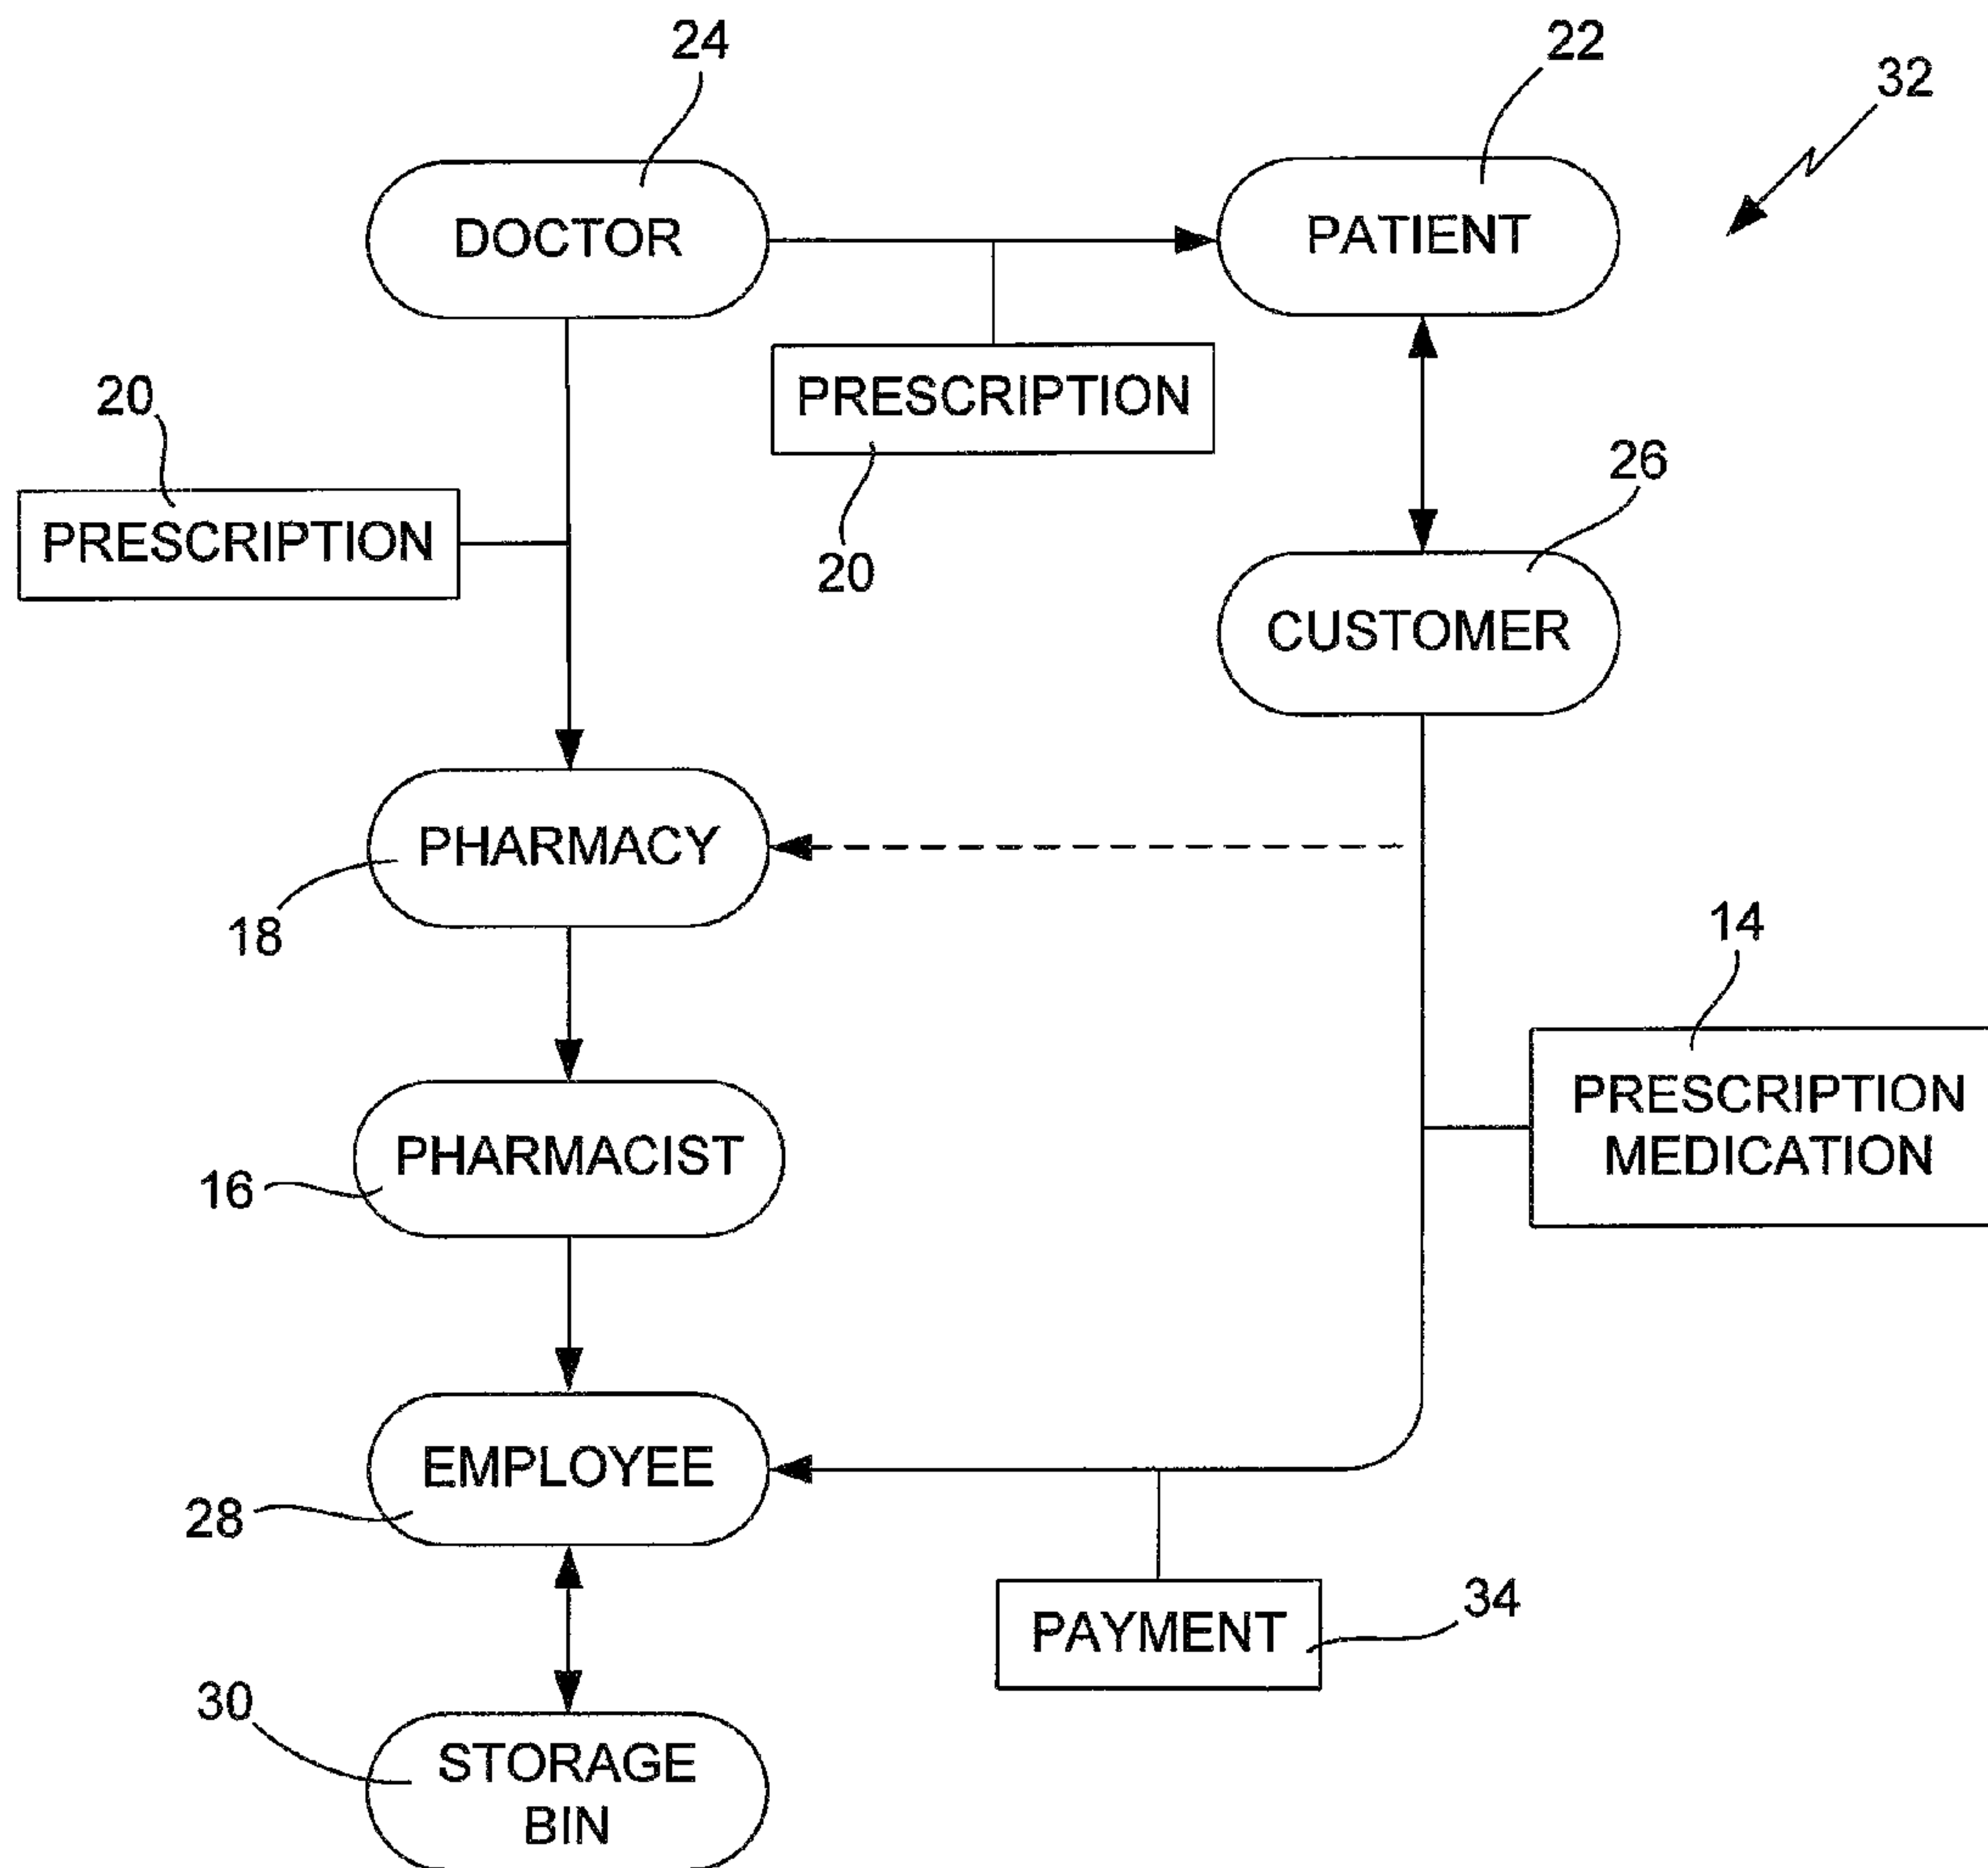 24
22
32
DOCTOR
PATIENT
20
PRESCRIPTION
PRESCRIPTION
20
26
CUSTOMER
PHARMACY
18
14
PRESCRIPTION
MEDICATION
PHARMACIST
16
EMPLOYEE
28
PAYMENT
34
30
STORAGE
BIN